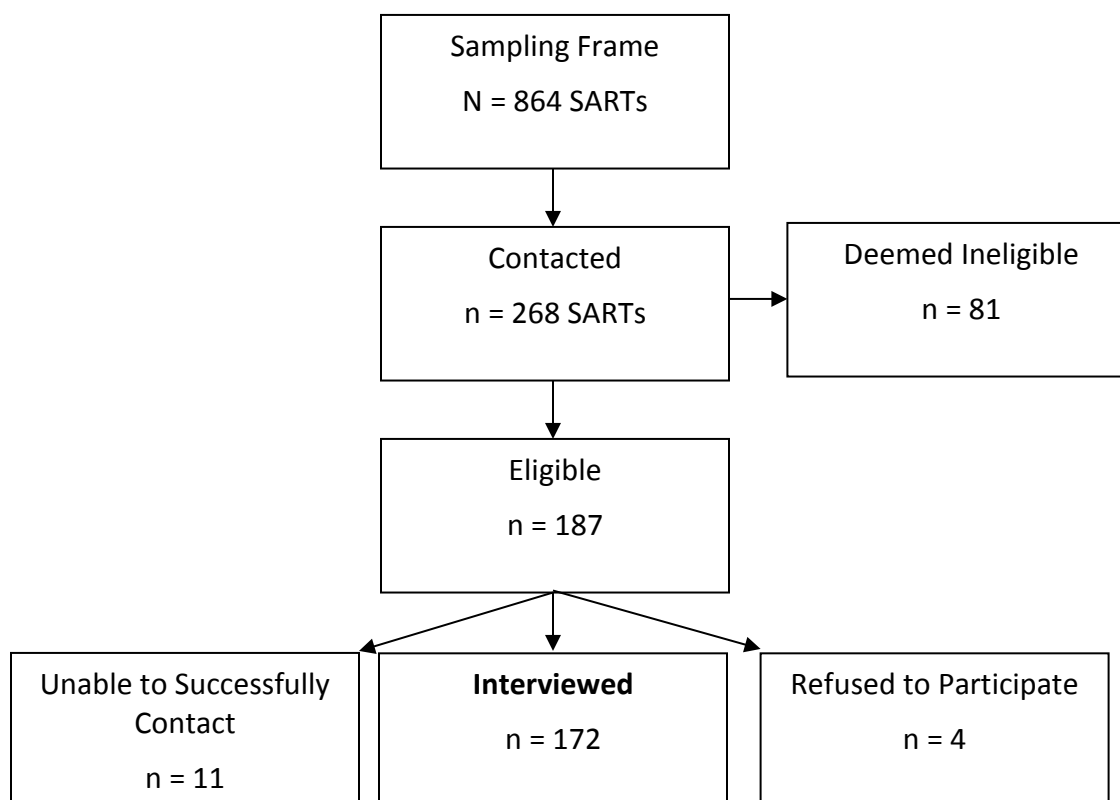 Sampling Frame
N = 864 SARTs
Contacted
n = 268 SARTs
Deemed Ineligible
n = 81
Eligible
n = 187
Unable to Successfully
Contact
n = 11
Interviewed
n = 172
Refused to Participate
n = 4